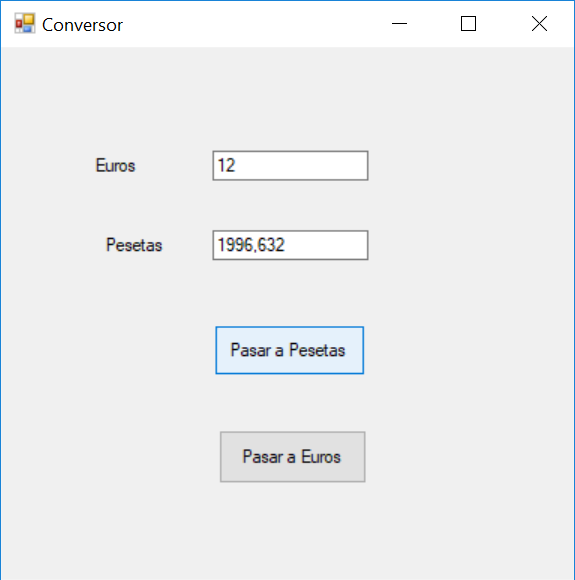 Conversor
Euros 12
Pesetas 1996,632
Pasar a Pesetas
Pasar a Euros